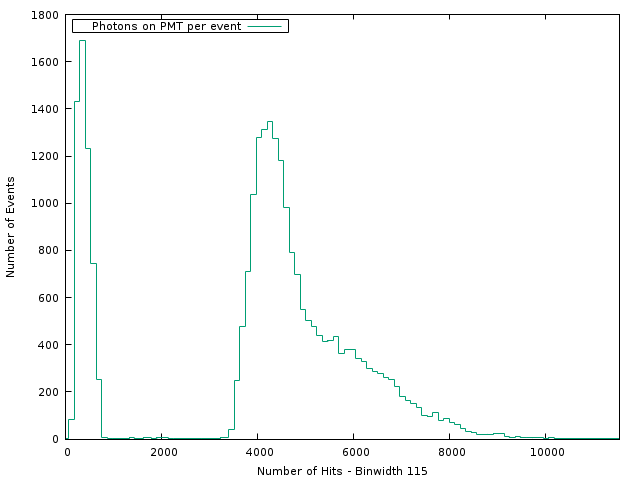 Photons on PMT per event
1800
1600
1400
1200
1000
800
600
400
200
0
0 2000 4000 6000 8000 10000
Number of Events
Number of Hits - Binwidth 115